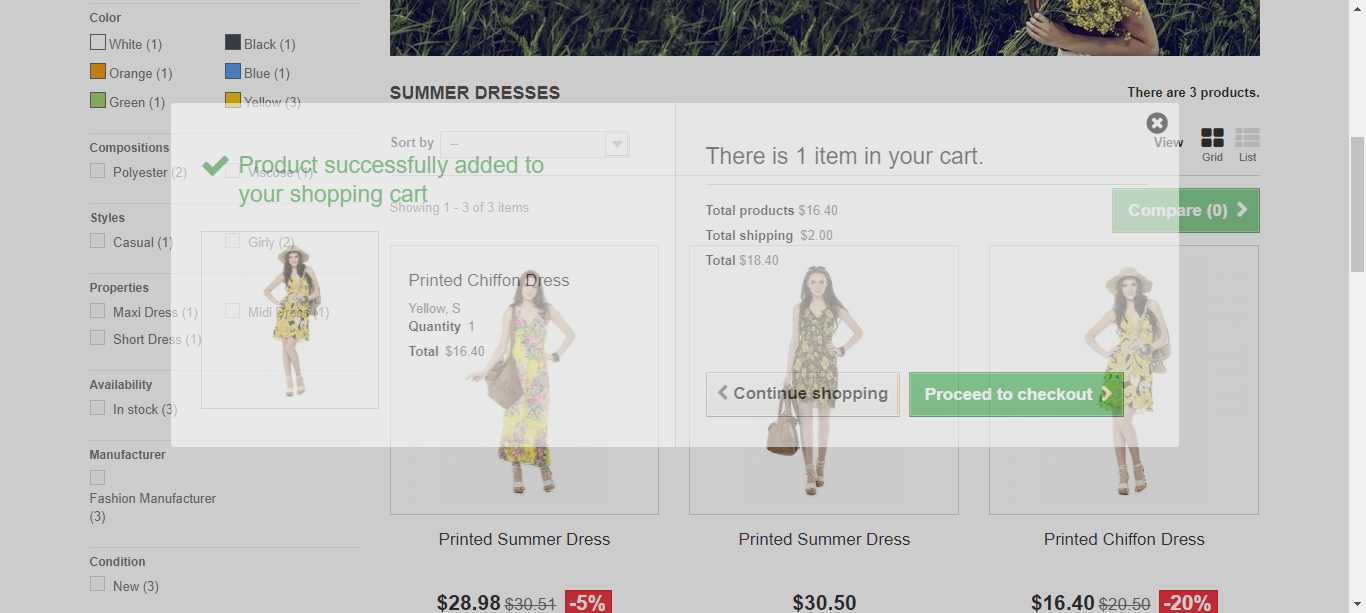 Color
White (1)
Black (1)
Orange (1)
Blue (1)
Green (1)
Yellow (3)
Compositions
Polyester (2)
Viscose (1)
Styles
Casual (1)
Girly (2)
Properties
Maxi Dress (1)
Midi Dress (1)
Short Dress (1)
Availability
In stock (3)
Manufacturer
Fashion Manufacturer
(3)
Condition
New (3)
SUMMER DRESSES
There are 3 products.
Sort by
--
View
Grid
List
Showing 1 - 3 of 3 items
Compare (0)
Product successfully added to
your shopping cart
Printed Chiffon Dress
Yellow, S
Quantity 1
Total $16.40
There is 1 item in your cart.
Total products $16.40
Total shipping $2.00
Total $18.40
Continue shopping
Proceed to checkout
Printed Summer Dress
$28.98 $30.51 -5%
Printed Summer Dress
$30.50
Printed Chiffon Dress
$16.40 $20.50 -20%